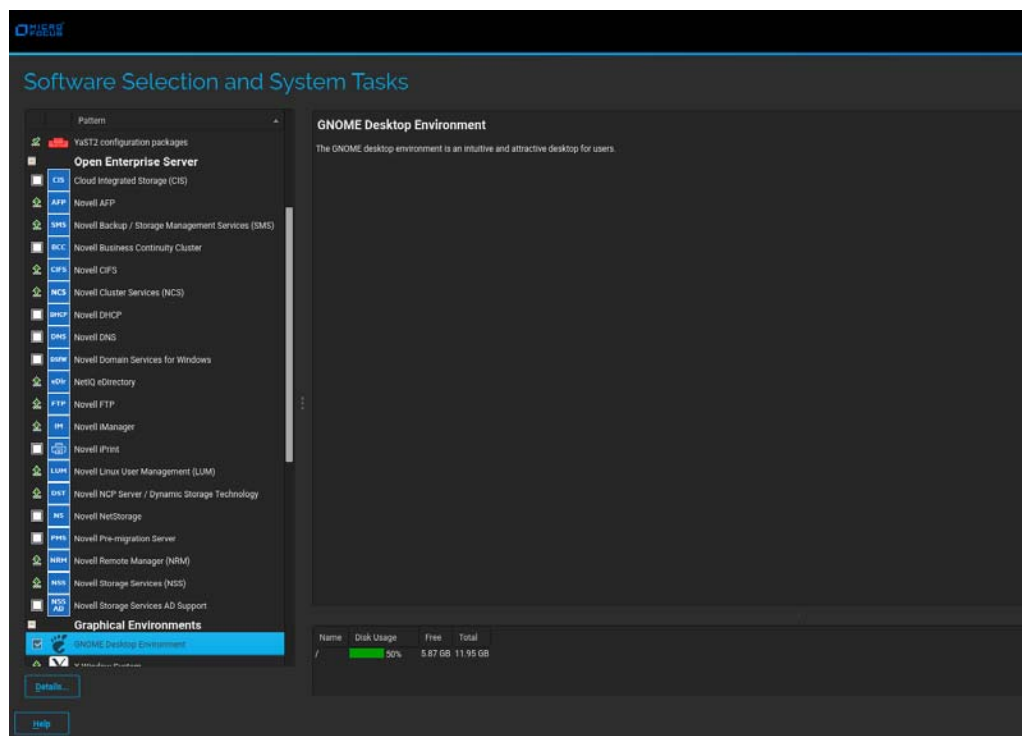 MICRO
FOCUS
Software Selection and System Tasks
Pattern
YaST2 configuration packages
Open Enterprise Server
CIS Cloud Integrated Storage (CIS)
AFP Novell AFP
SMS Novell Backup / Storage Management Services (SMS)
BCC Novell Business Continuity Cluster
CIFS Novell CIFS
NCS Novell Cluster Services (NCS)
DHCP Novell DHCP
DNS Novell DNS
DSfW Novell Domain Services for Windows
eDir NetIQ eDirectory
FTP Novell FTP
IM Novell iManager
Novell iPrint
LUM Novell Linux User Management (LUM)
DST Novell NCP Server / Dynamic Storage Technology
NS Novell NetStorage
PMS Novell Pre-migration Server
NRM Novell Remote Manager (NRM)
NSS Novell Storage Services (NSS)
NSS AD Novell Storage Services AD Support
Graphical Environments
GNOME Desktop Environment
X Window System
Details...
Help
GNOME Desktop Environment
The GNOME desktop environment is an intuitive and attractive desktop for users.
Name Disk Usage Free Total
/ 50% 5.87 GB 11.95 GB